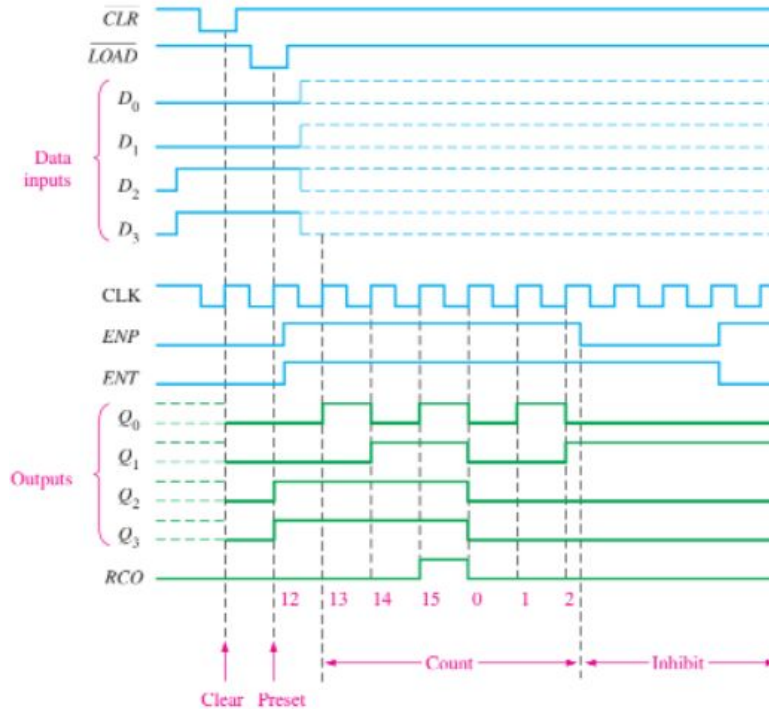 CLR
LOAD
D0
D1
Data inputs
D2
D3
CLK
ENP
ENT
Q0
Q1
Outputs
Q2
Q3
RCO
12 13 14 15 0 1 2
Count Inhibit
Clear Preset